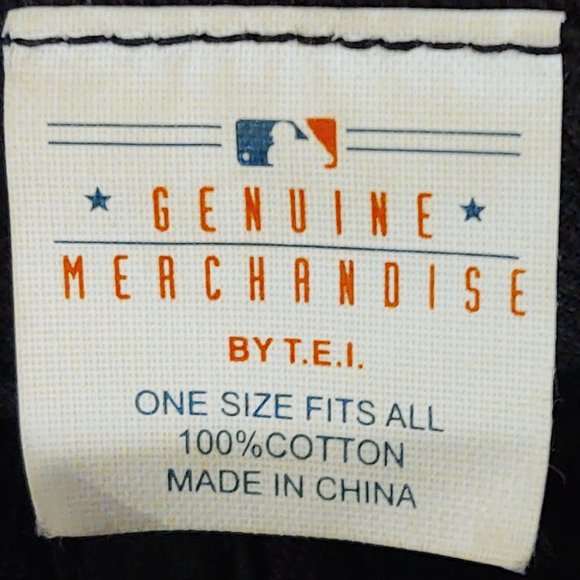 GENUINE
MERCHANDISE
BY T.E.I.
ONE SIZE FITS ALL
100%COTTON
MADE IN CHINA